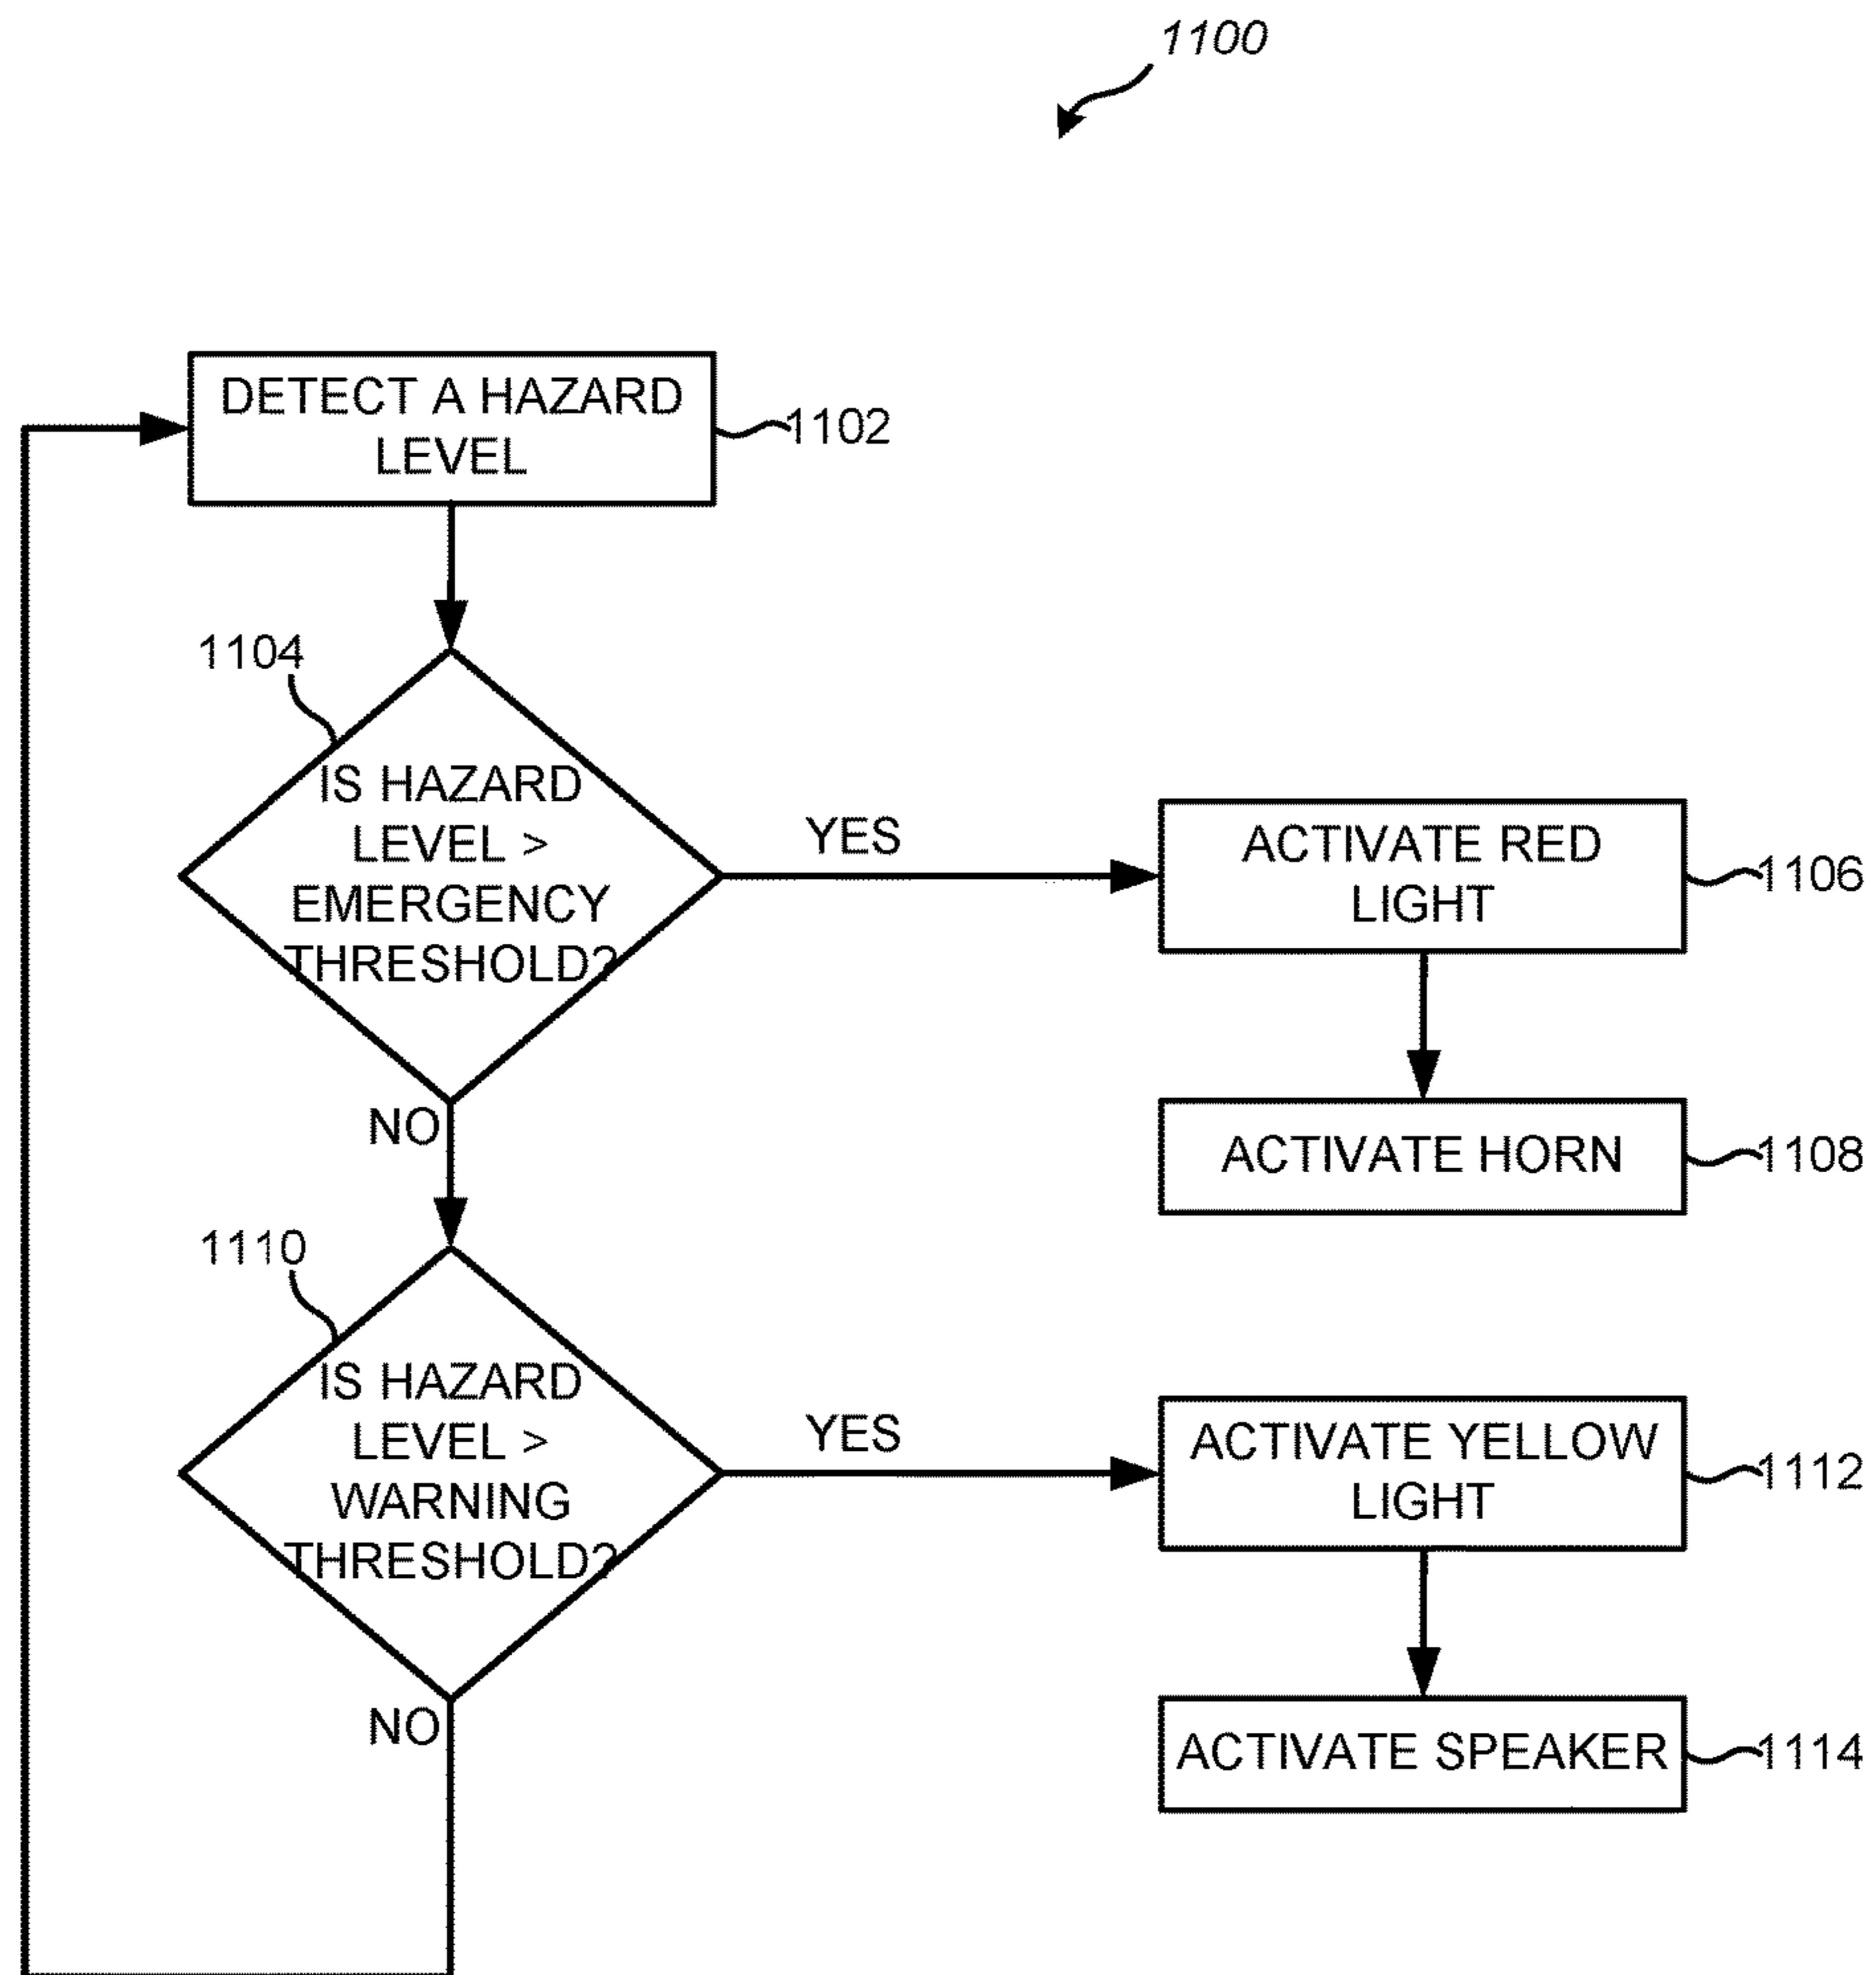 1100
DETECT A HAZARD
LEVEL
1102
1104
IS HAZARD
LEVEL >
EMERGENCY
THRESHOLD?
YES
ACTIVATE RED
LIGHT
1106
NO
ACTIVATE HORN
1108
1110
IS HAZARD
LEVEL >
WARNING
THRESHOLD?
YES
ACTIVATE YELLOW
LIGHT
1112
NO
ACTIVATE SPEAKER
1114